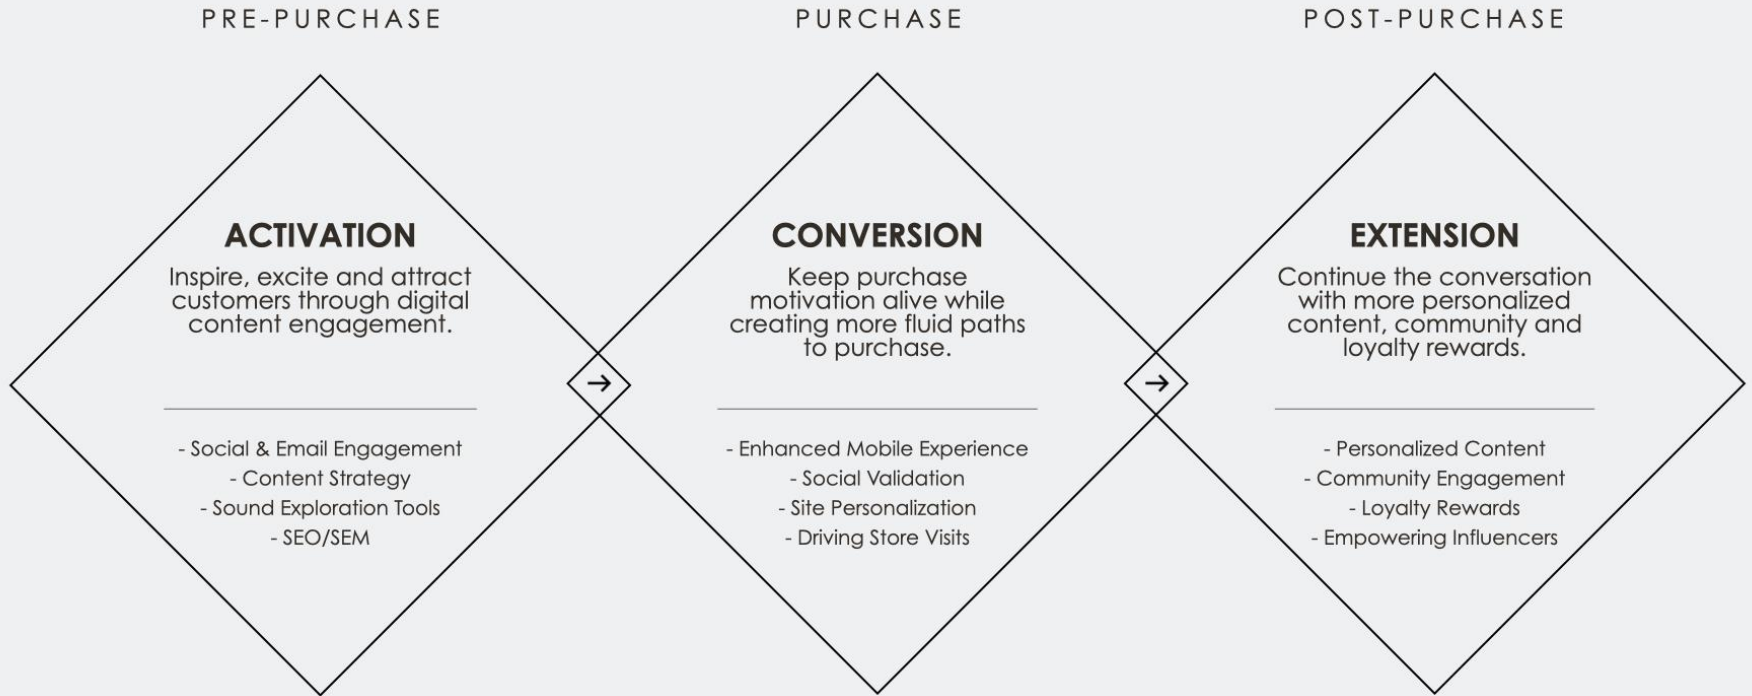 PRE-PURCHASE
ACTIVATION
Inspire, excite and attract
customers through digital
content engagement.
- Social & Email Engagement
- Content Strategy
- Sound Exploration Tools
- SEO/SEM
PURCHASE
CONVERSION
Keep purchase
motivation alive while
creating more fluid paths
to purchase.
- Enhanced Mobile Experience
- Social Validation
- Site Personalization
- Driving Store Visits
POST-PURCHASE
EXTENSION
Continue the conversation
with more personalized
content, community and
loyalty rewards.
- Personalized Content
- Community Engagement
- Loyalty Rewards
- Empowering Influencers